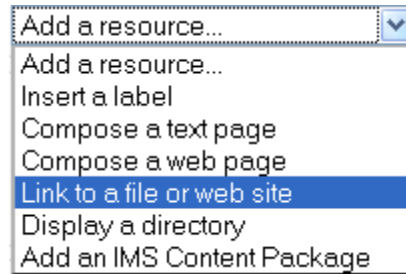 Add a resource...
Add a resource...
Insert a label
Compose a text page
Compose a web page
Link to a file or web site
Display a directory
Add an IMS Content Package